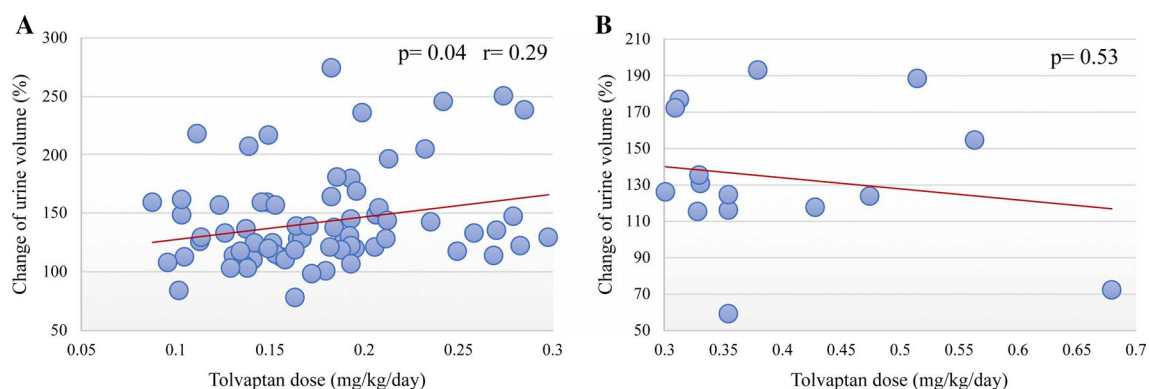 A
p= 0.04 r= 0.29
Change of urine volume (%)
300
250
200
150
100
50
0.05 0.1 0.15 0.2 0.25 0.3
Tolvaptan dose (mg/kg/day)
B
p= 0.53
Change of urine volume (%)
210
190
170
150
130
110
90
70
50
0.3 0.35 0.4 0.45 0.5 0.55 0.6 0.65 0.7
Tolvaptan dose (mg/kg/day)